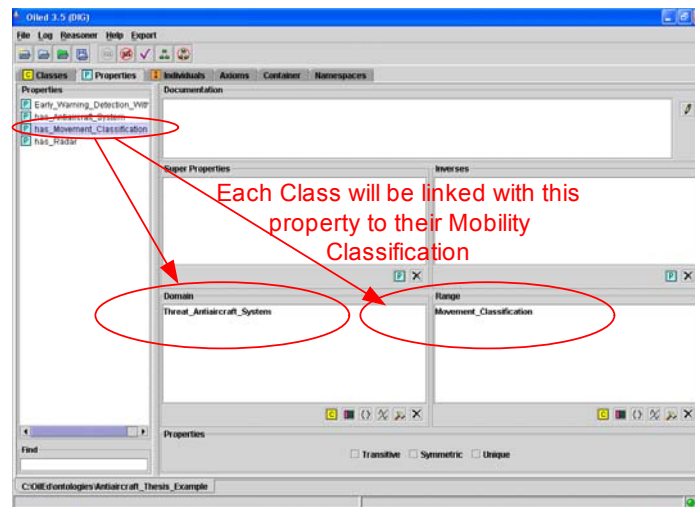 Oiled 3.5 (DIG)
File Log Reasoner Help Export
Classes Properties Individuals Axioms Container Namespaces
Properties
Early_Warning_Detection_With
has_Antiaircraft_System
has_Movement_Classification
has_Radar
Documentation
Super Properties
Inverses
Each Class will be linked with this
property to their Mobility
Classification
Domain
Range
Threat_Antiaircraft_System
Movement_Classification
Find
Properties
Transitive Symmetric Unique
C:\OilEd\ontologies\Antiaircraft_Thesis_Example